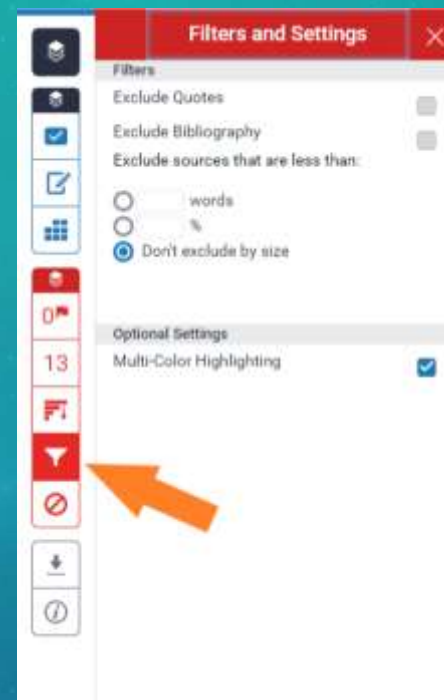 Filters and Settings
Filters
Exclude Quotes
Exclude Bibliography
Exclude sources that are less than:
words
%
Don't exclude by size
0
13
Optional Settings
Multi-Color Highlighting